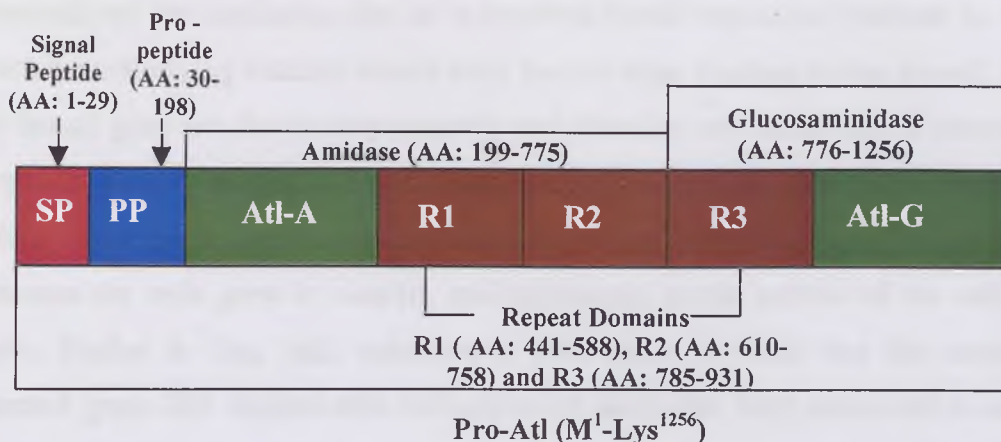 Signal
Peptide
(AA: 1-29)
Pro -
peptide
(AA: 30-
198)
Amidase (AA: 199-775)
Glucosaminidase
(AA: 776-1256)
SP PP Atl-A R1 R2 R3 Atl-G
Repeat Domains
R1 ( AA: 441-588), R2 (AA: 610-
758) and R3 (AA: 785-931)
Pro-Atl (M¹-Lys¹²⁵⁶)